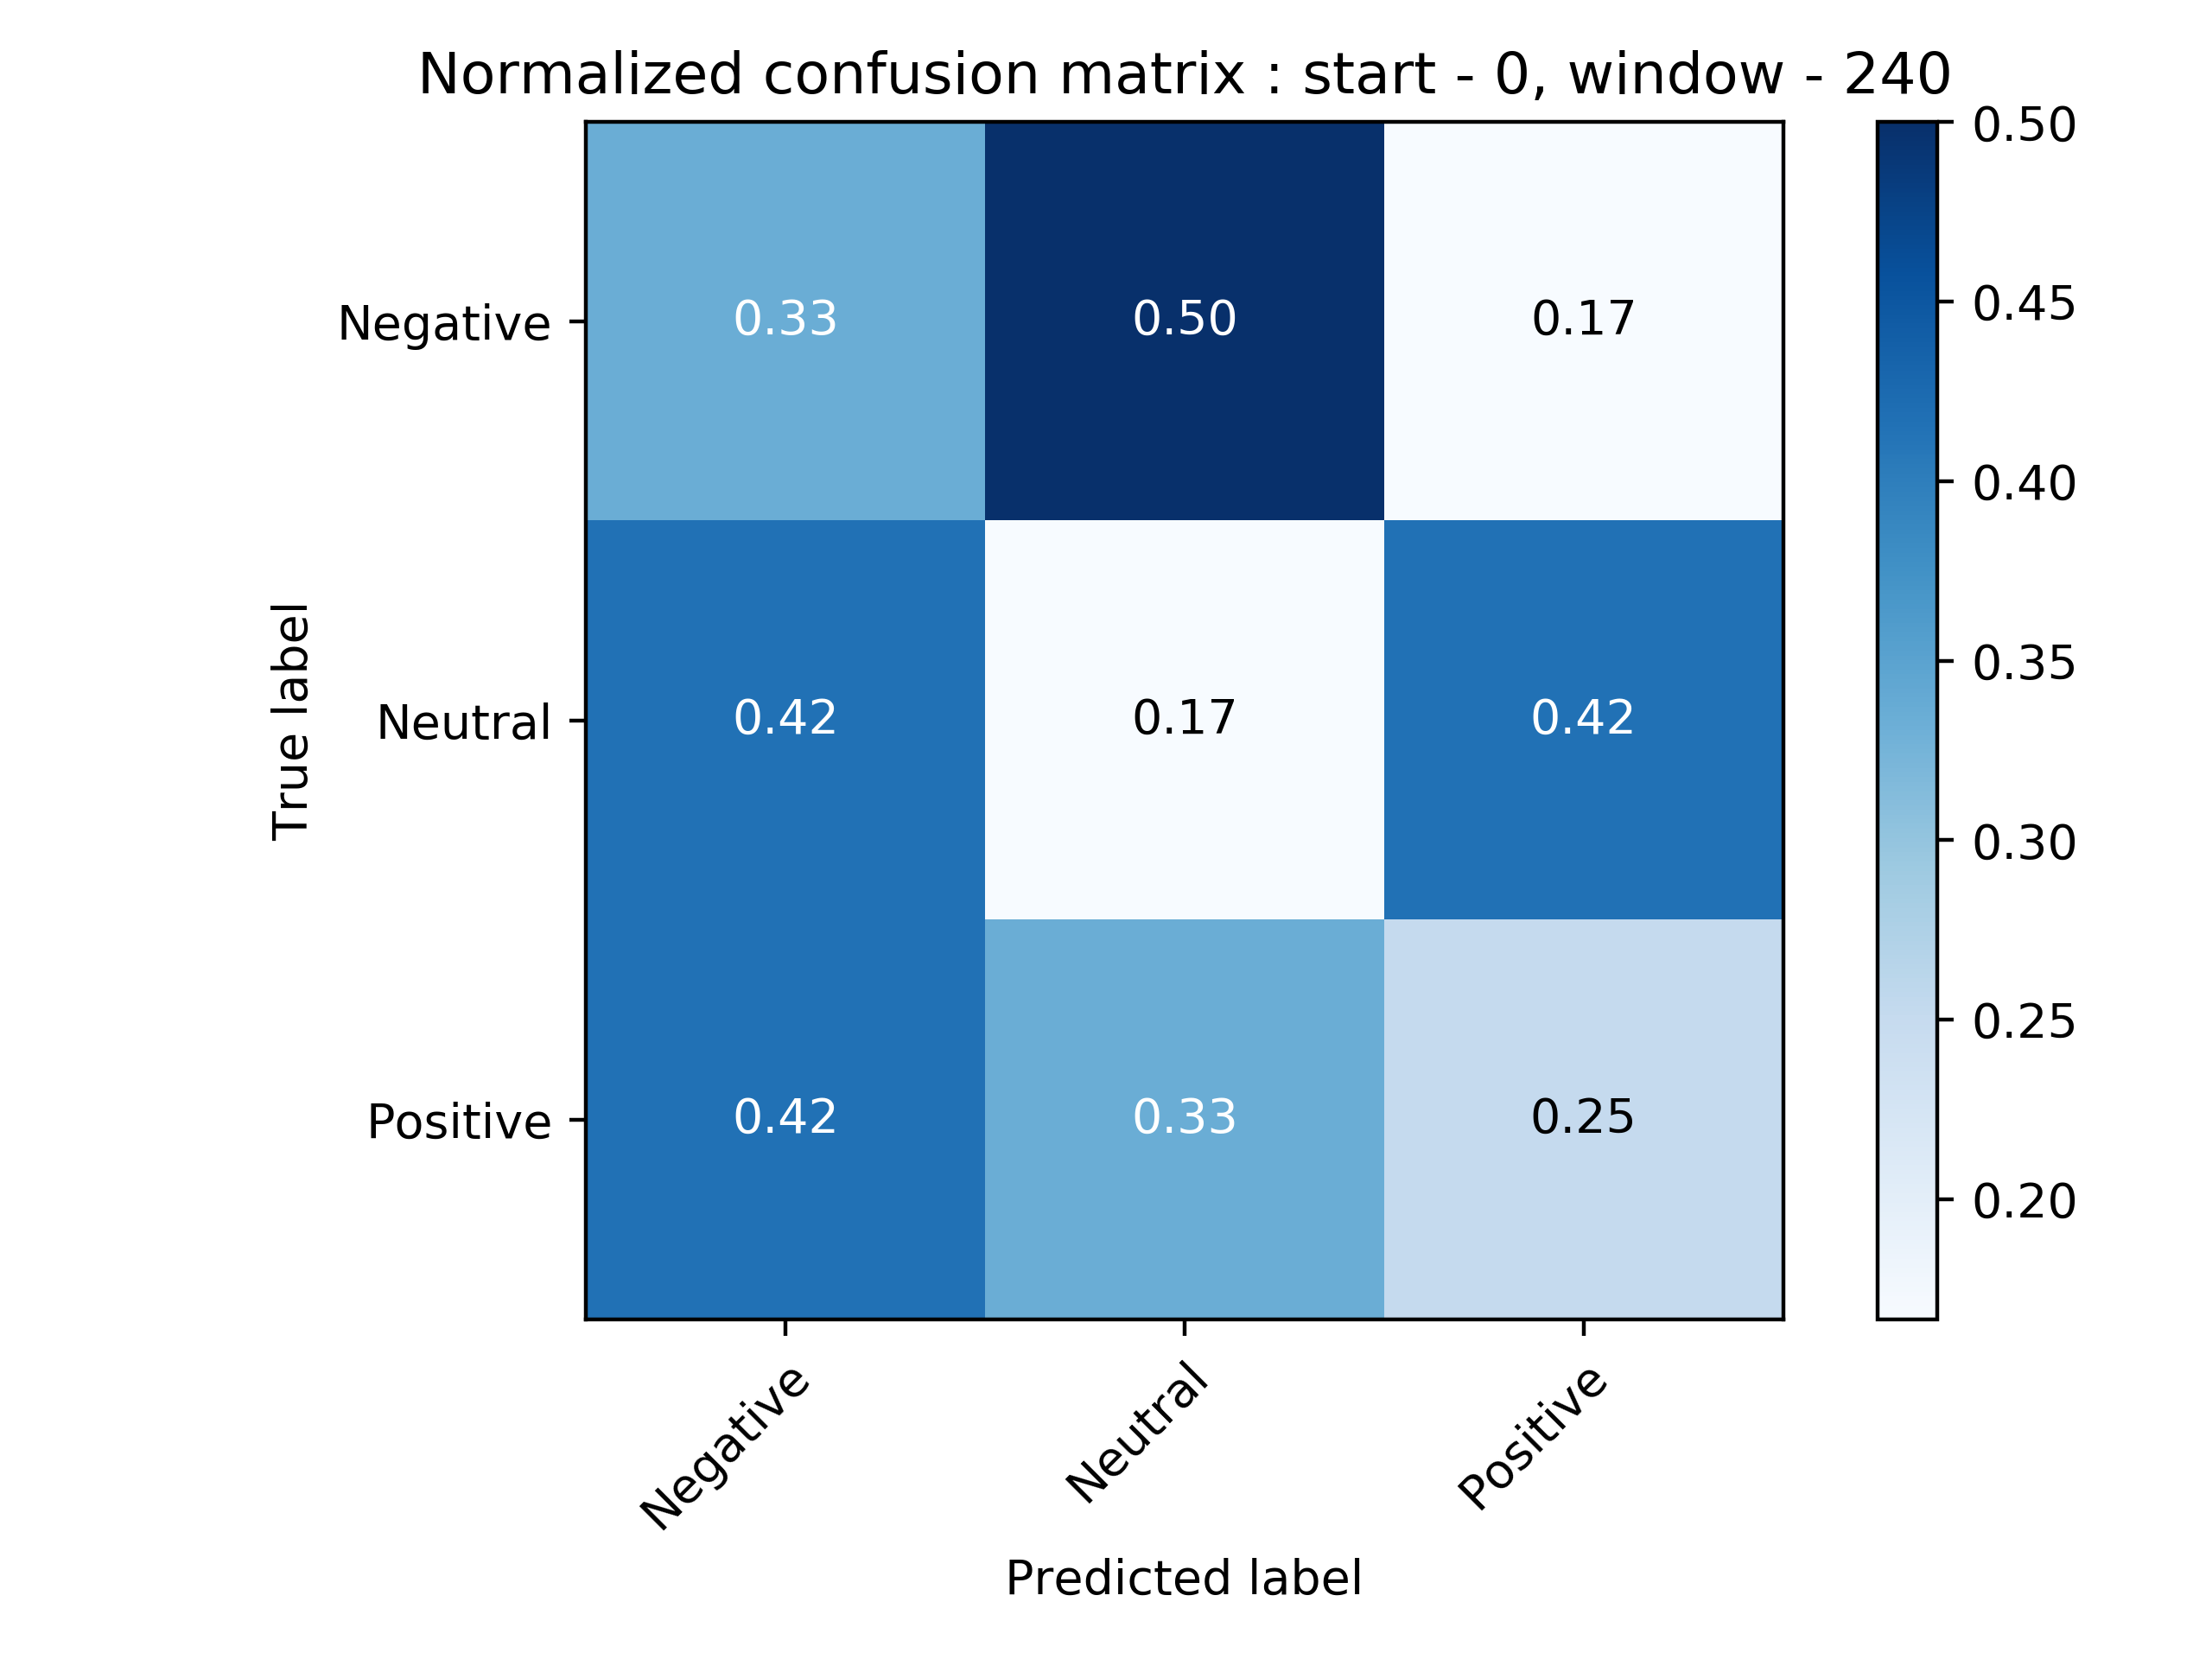 Normalized confusion matrix : start - 0, window - 240
True label
Negative
Neutral
Positive
0.33 0.50 0.17
0.42 0.17 0.42
0.42 0.33 0.25
Negative
Neutral
Positive
Predicted label
0.50
0.45
0.40
0.35
0.30
0.25
0.20